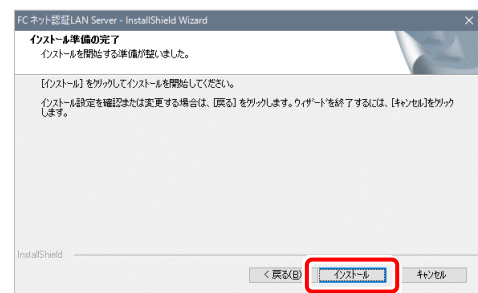 FC ネット認証LAN Server - InstallShield Wizard
インストール準備の完了
インストールを開始する準備が整いました。
[インストール] をクリックしてインストールを開始してください。
インストール設定を確認または変更する場合は、[戻る] をクリックします。ウィザードを終了するには、[キャンセル]をクリック
します。
InstallShield
< 戻る(B) インストール キャンセル